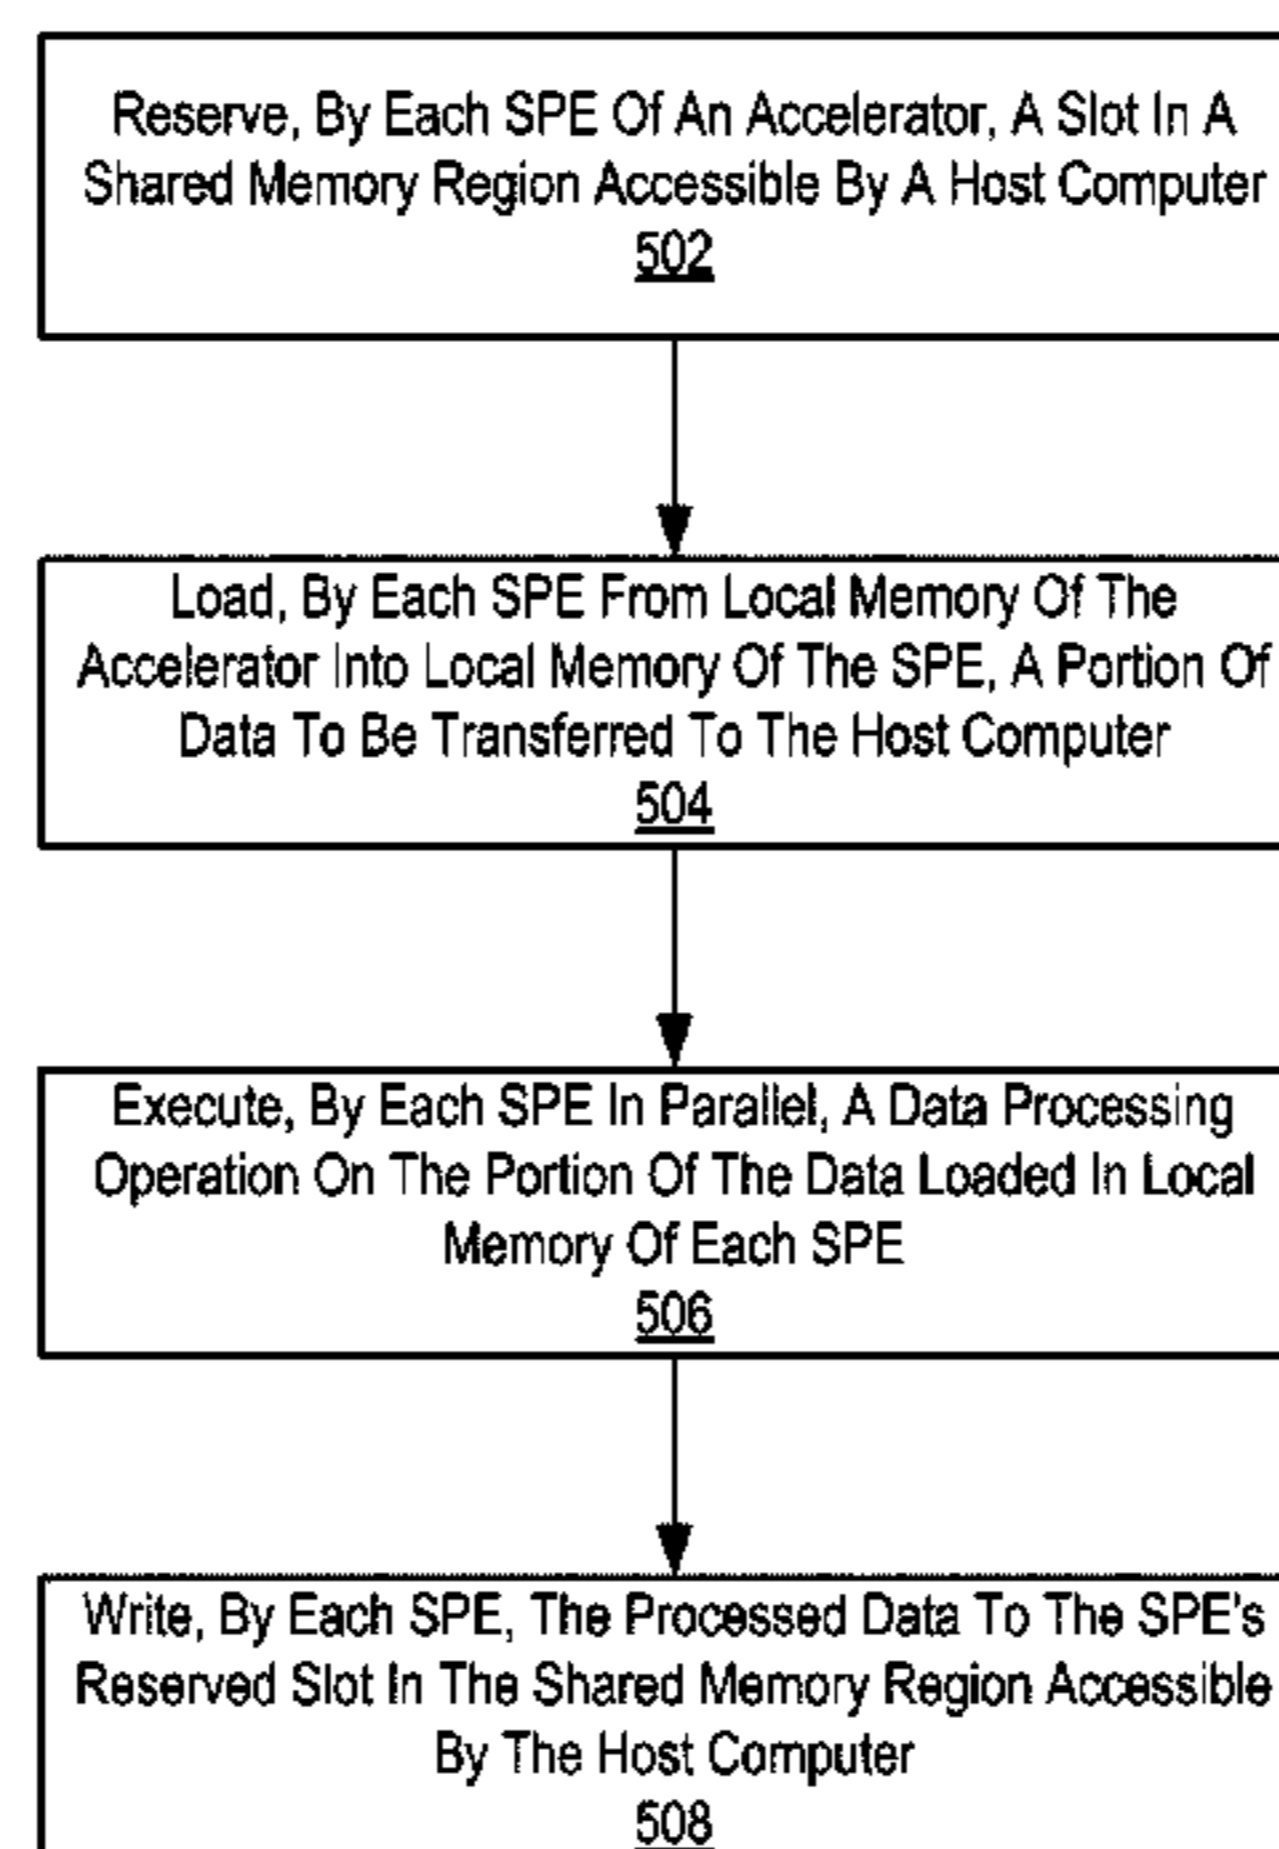 Reserve, By Each SPE Of An Accelerator, A Slot In A
Shared Memory Region Accessible By A Host Computer
502
Load, By Each SPE From Local Memory Of The
Accelerator Into Local Memory Of The SPE, A Portion Of
Data To Be Transferred To The Host Computer
504
Execute, By Each SPE In Parallel, A Data Processing
Operation On The Portion Of The Data Loaded In Local
Memory Of Each SPE
506
Write, By Each SPE, The Processed Data To The SPE's
Reserved Slot In The Shared Memory Region Accessible
By The Host Computer
508